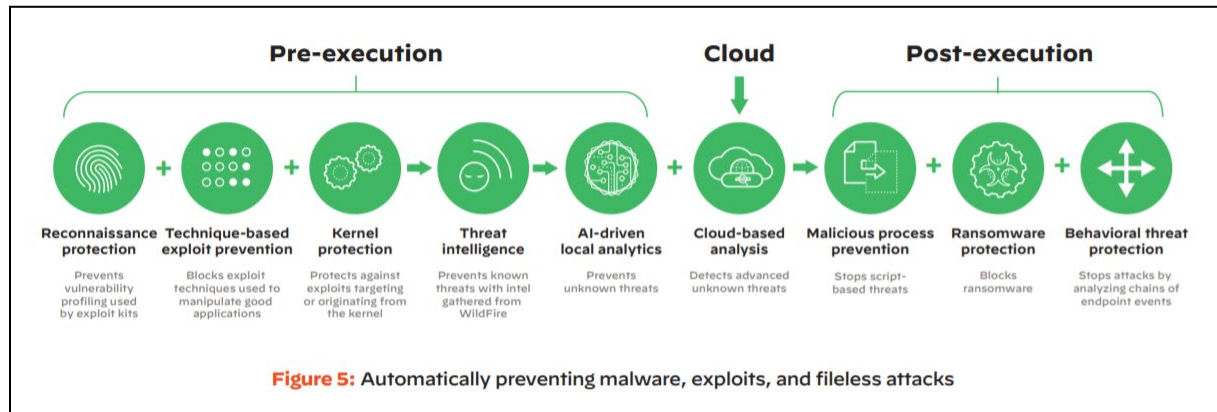 Pre-execution
Cloud
Post-execution
Reconnaissance
protection
Prevents
vulnerability
profiling used
by exploit kits
Technique-based
exploit prevention
Blocks exploit
techniques used to
manipulate good
applications
Kernel
protection
Protects against
exploits targeting
or originating from
the kernel
Threat
intelligence
Prevents known
threats with intel
gathered from
WildFire
AI-driven
local analytics
Prevents
unknown threats
Cloud-based
analysis
Detects advanced
unknown threats
Malicious process
prevention
Stops script-
based threats
Ransomware
protection
Blocks
ransomware
Behavioral threat
protection
Stops attacks by
analyzing chains of
endpoint events
Figure 5: Automatically preventing malware, exploits, and fileless attacks